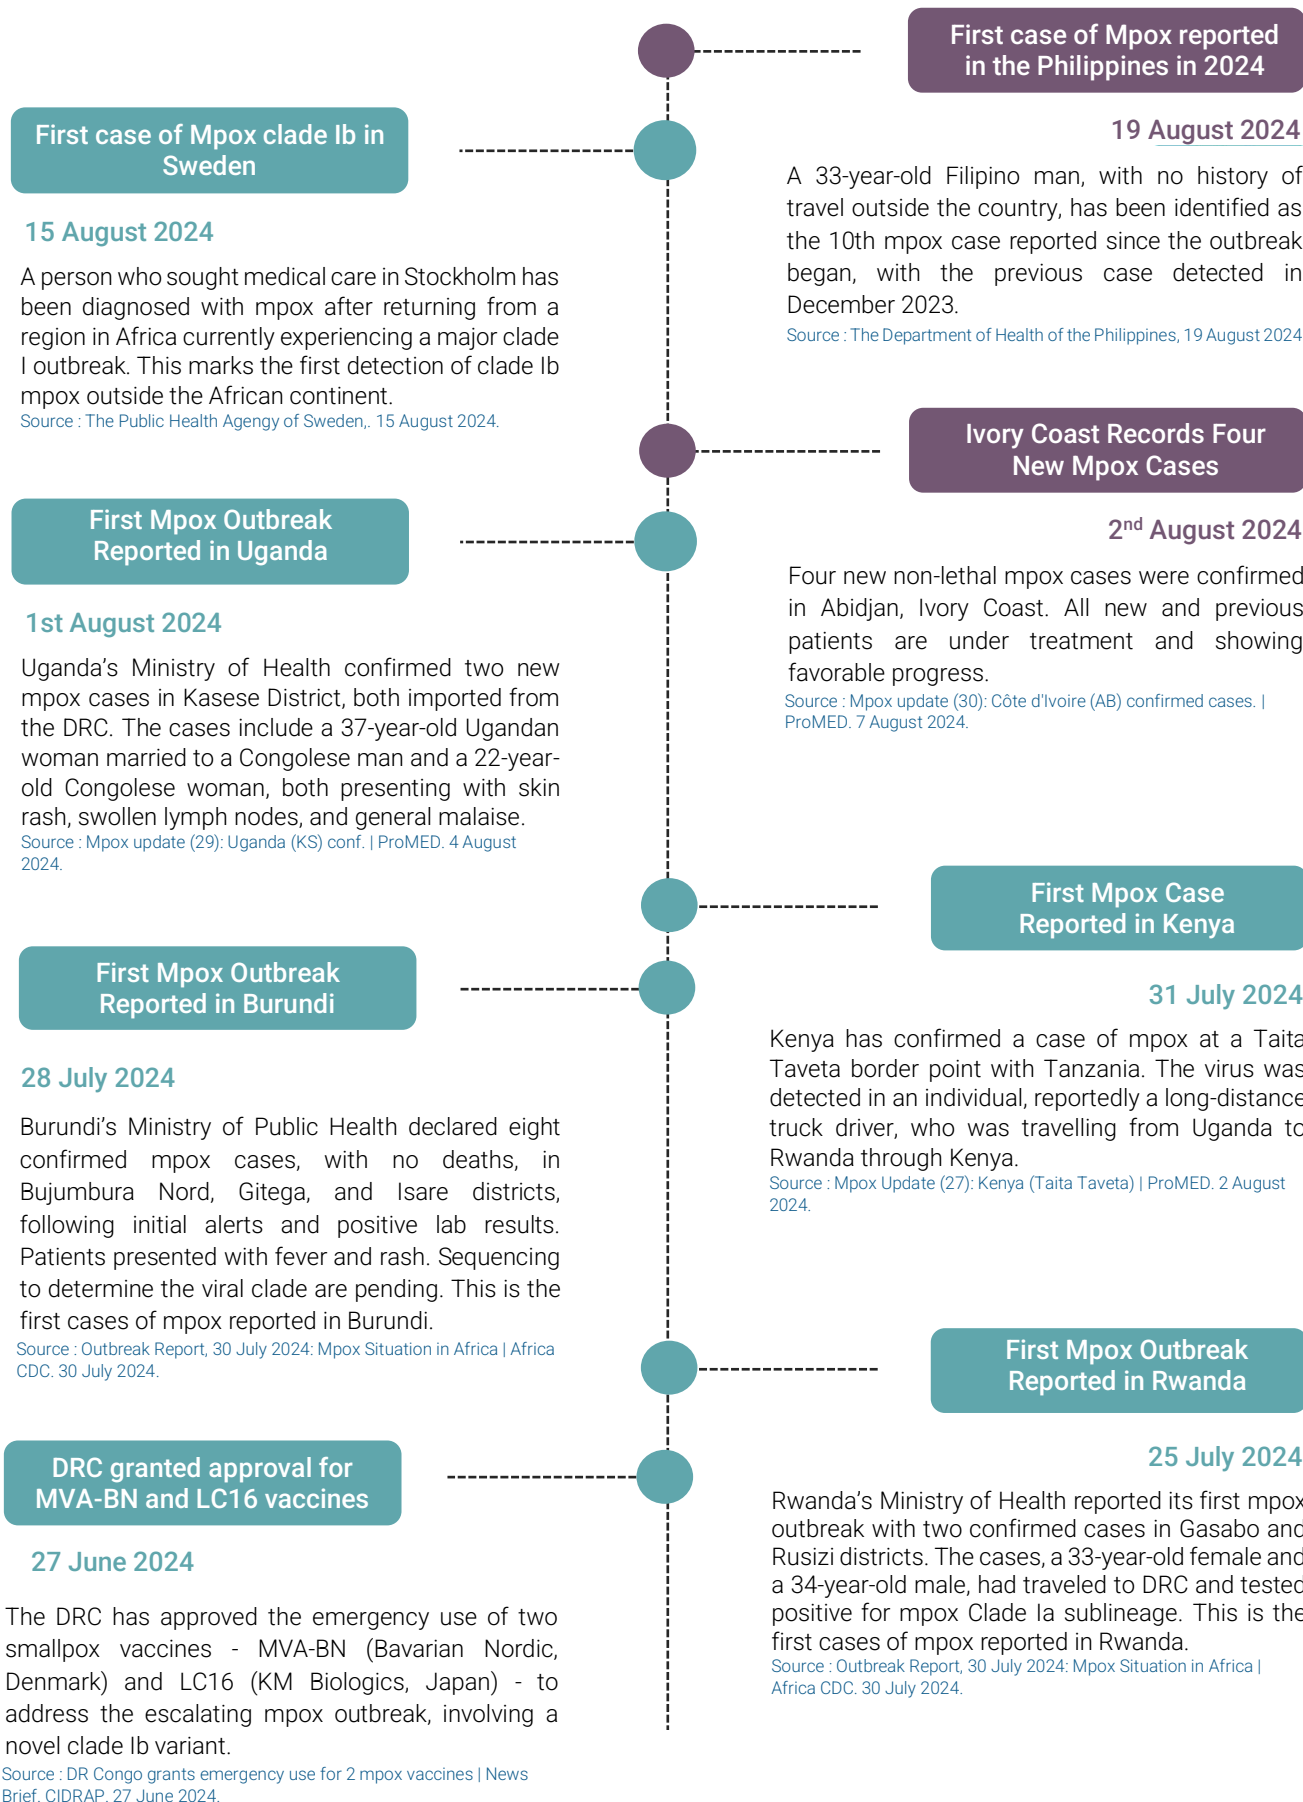 First case of Mpox reported
in the Philippines in 2024
19 August 2024
A 33-year-old Filipino man, with no history of
travel outside the country, has been identified as
the 10th mpox case reported since the outbreak
began, with the previous case detected in
December 2023.
Source : The Department of Health of the Philippines, 19 August 2024
First case of Mpox clade Ib in
Sweden
15 August 2024
A person who sought medical care in Stockholm has
been diagnosed with mpox after returning from a
region in Africa currently experiencing a major clade
I outbreak. This marks the first detection of clade Ib
mpox outside the African continent.
Source : The Public Health Agengy of Sweden,. 15 August 2024.
Ivory Coast Records Four
New Mpox Cases
2nd August 2024
Four new non-lethal mpox cases were confirmed
in Abidjan, Ivory Coast. All new and previous
patients are under treatment and showing
favorable progress.
Source : Mpox update (30): Côte d'Ivoire (AB) confirmed cases. |
ProMED. 7 August 2024.
First Mpox Outbreak
Reported in Uganda
1st August 2024
Uganda’s Ministry of Health confirmed two new
mpox cases in Kasese District, both imported from
the DRC. The cases include a 37-year-old Ugandan
woman married to a Congolese man and a 22-year-
old Congolese woman, both presenting with skin
rash, swollen lymph nodes, and general malaise.
Source : Mpox update (29): Uganda (KS) conf. | ProMED. 4 August
2024.
First Mpox Case
Reported in Kenya
31 July 2024
Kenya has confirmed a case of mpox at a Taita
Taveta border point with Tanzania. The virus was
detected in an individual, reportedly a long-distance
truck driver, who was travelling from Uganda to
Rwanda through Kenya.
Source : Mpox Update (27): Kenya (Taita Taveta) | ProMED. 2 August
2024.
First Mpox Outbreak
Reported in Burundi
28 July 2024
Burundi’s Ministry of Public Health declared eight
confirmed mpox cases, with no deaths, in
Bujumbura Nord, Gitega, and Isare districts,
following initial alerts and positive lab results.
Patients presented with fever and rash. Sequencing
to determine the viral clade are pending. This is the
first cases of mpox reported in Burundi.
Source : Outbreak Report, 30 July 2024: Mpox Situation in Africa | Africa
CDC. 30 July 2024.
First Mpox Outbreak
Reported in Rwanda
25 July 2024
Rwanda’s Ministry of Health reported its first mpox
outbreak with two confirmed cases in Gasabo and
Rusizi districts. The cases, a 33-year-old female and
a 34-year-old male, had traveled to DRC and tested
positive for mpox Clade Ia sublineage. This is the
first cases of mpox reported in Rwanda.
Source : Outbreak Report, 30 July 2024: Mpox Situation in Africa |
Africa CDC. 30 July 2024.
DRC granted approval for
MVA-BN and LC16 vaccines
27 June 2024
The DRC has approved the emergency use of two
smallpox vaccines - MVA-BN (Bavarian Nordic,
Denmark) and LC16 (KM Biologics, Japan) - to
address the escalating mpox outbreak, involving a
novel clade Ib variant.
Source : DR Congo grants emergency use for 2 mpox vaccines | News
Brief. CIDRAP. 27 June 2024.